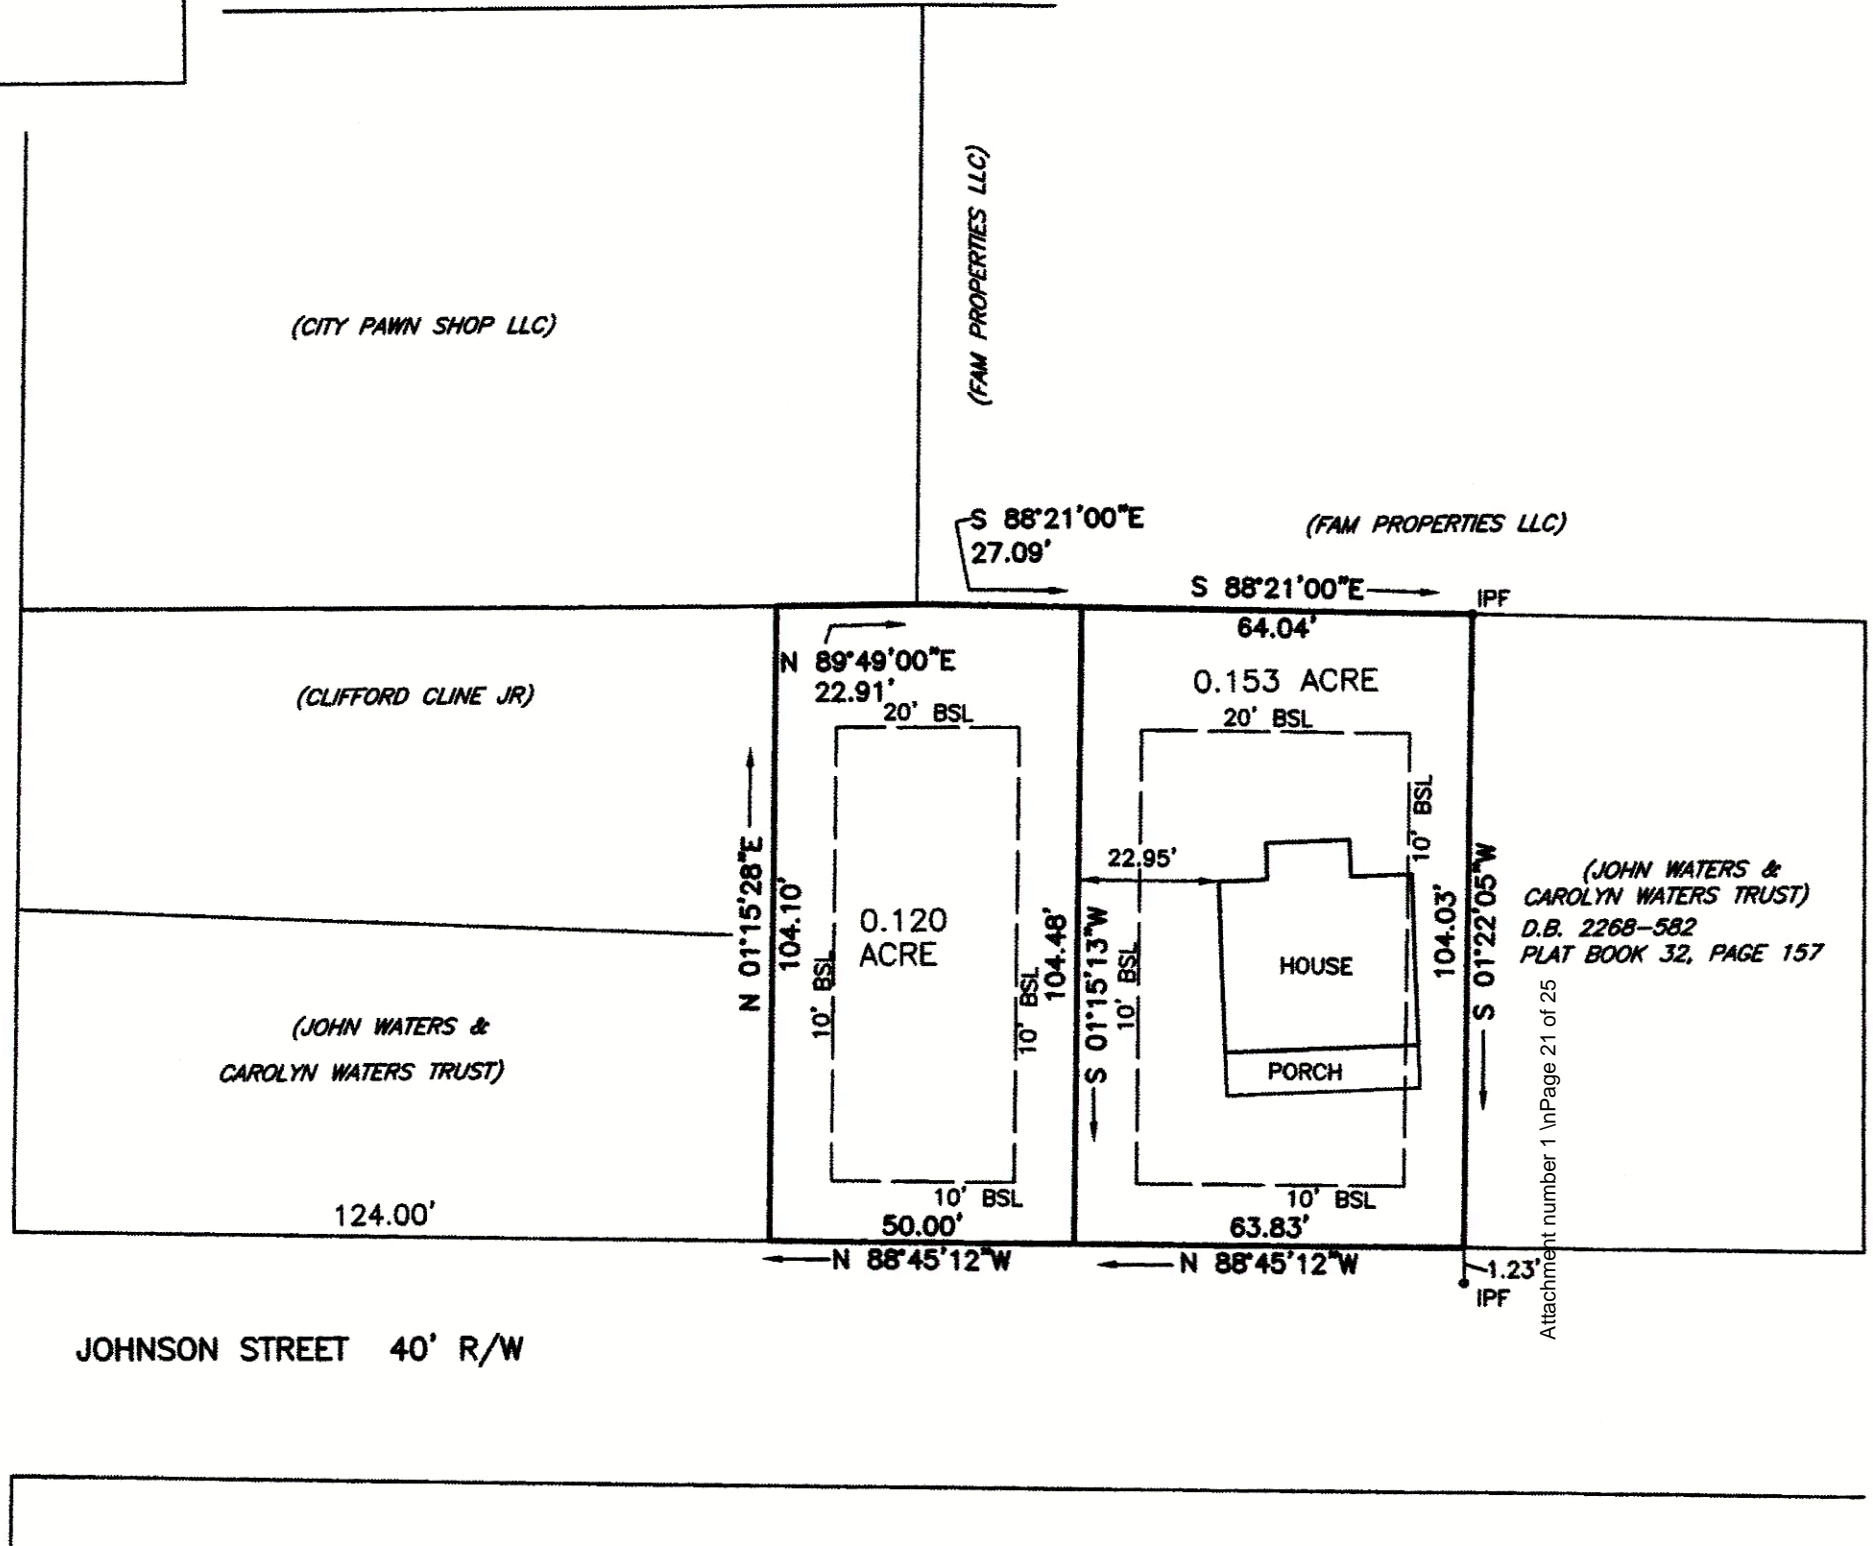 (CITY PAWN SHOP LLC)
(FAM PROPERTIES LLC)
S 88°21'00"E
27.09'
(FAM PROPERTIES LLC)
S 88°21'00"E
IPF
64.04'
N 89°49'00"E
22.91'
0.153 ACRE
(CLIFFORD CLINE JR)
20' BSL
20' BSL
10' BSL
N 01°15'28"E
104.10'
22.95'
0.120
ACRE
10' BSL
10' BSL
104.48'
S 01°15'13"W
10' BSL
HOUSE
PORCH
104.03'
S 01°22'05"W
(JOHN WATERS &
CAROLYN WATERS TRUST)
D.B. 2268-582
PLAT BOOK 32, PAGE 157
(JOHN WATERS &
CAROLYN WATERS TRUST)
10' BSL
10' BSL
124.00'
50.00'
63.83'
N 88°45'12"W
N 88°45'12"W
1.23'
IPF
Attachment number 1 \nPage 21 of 25
JOHNSON STREET 40' R/W